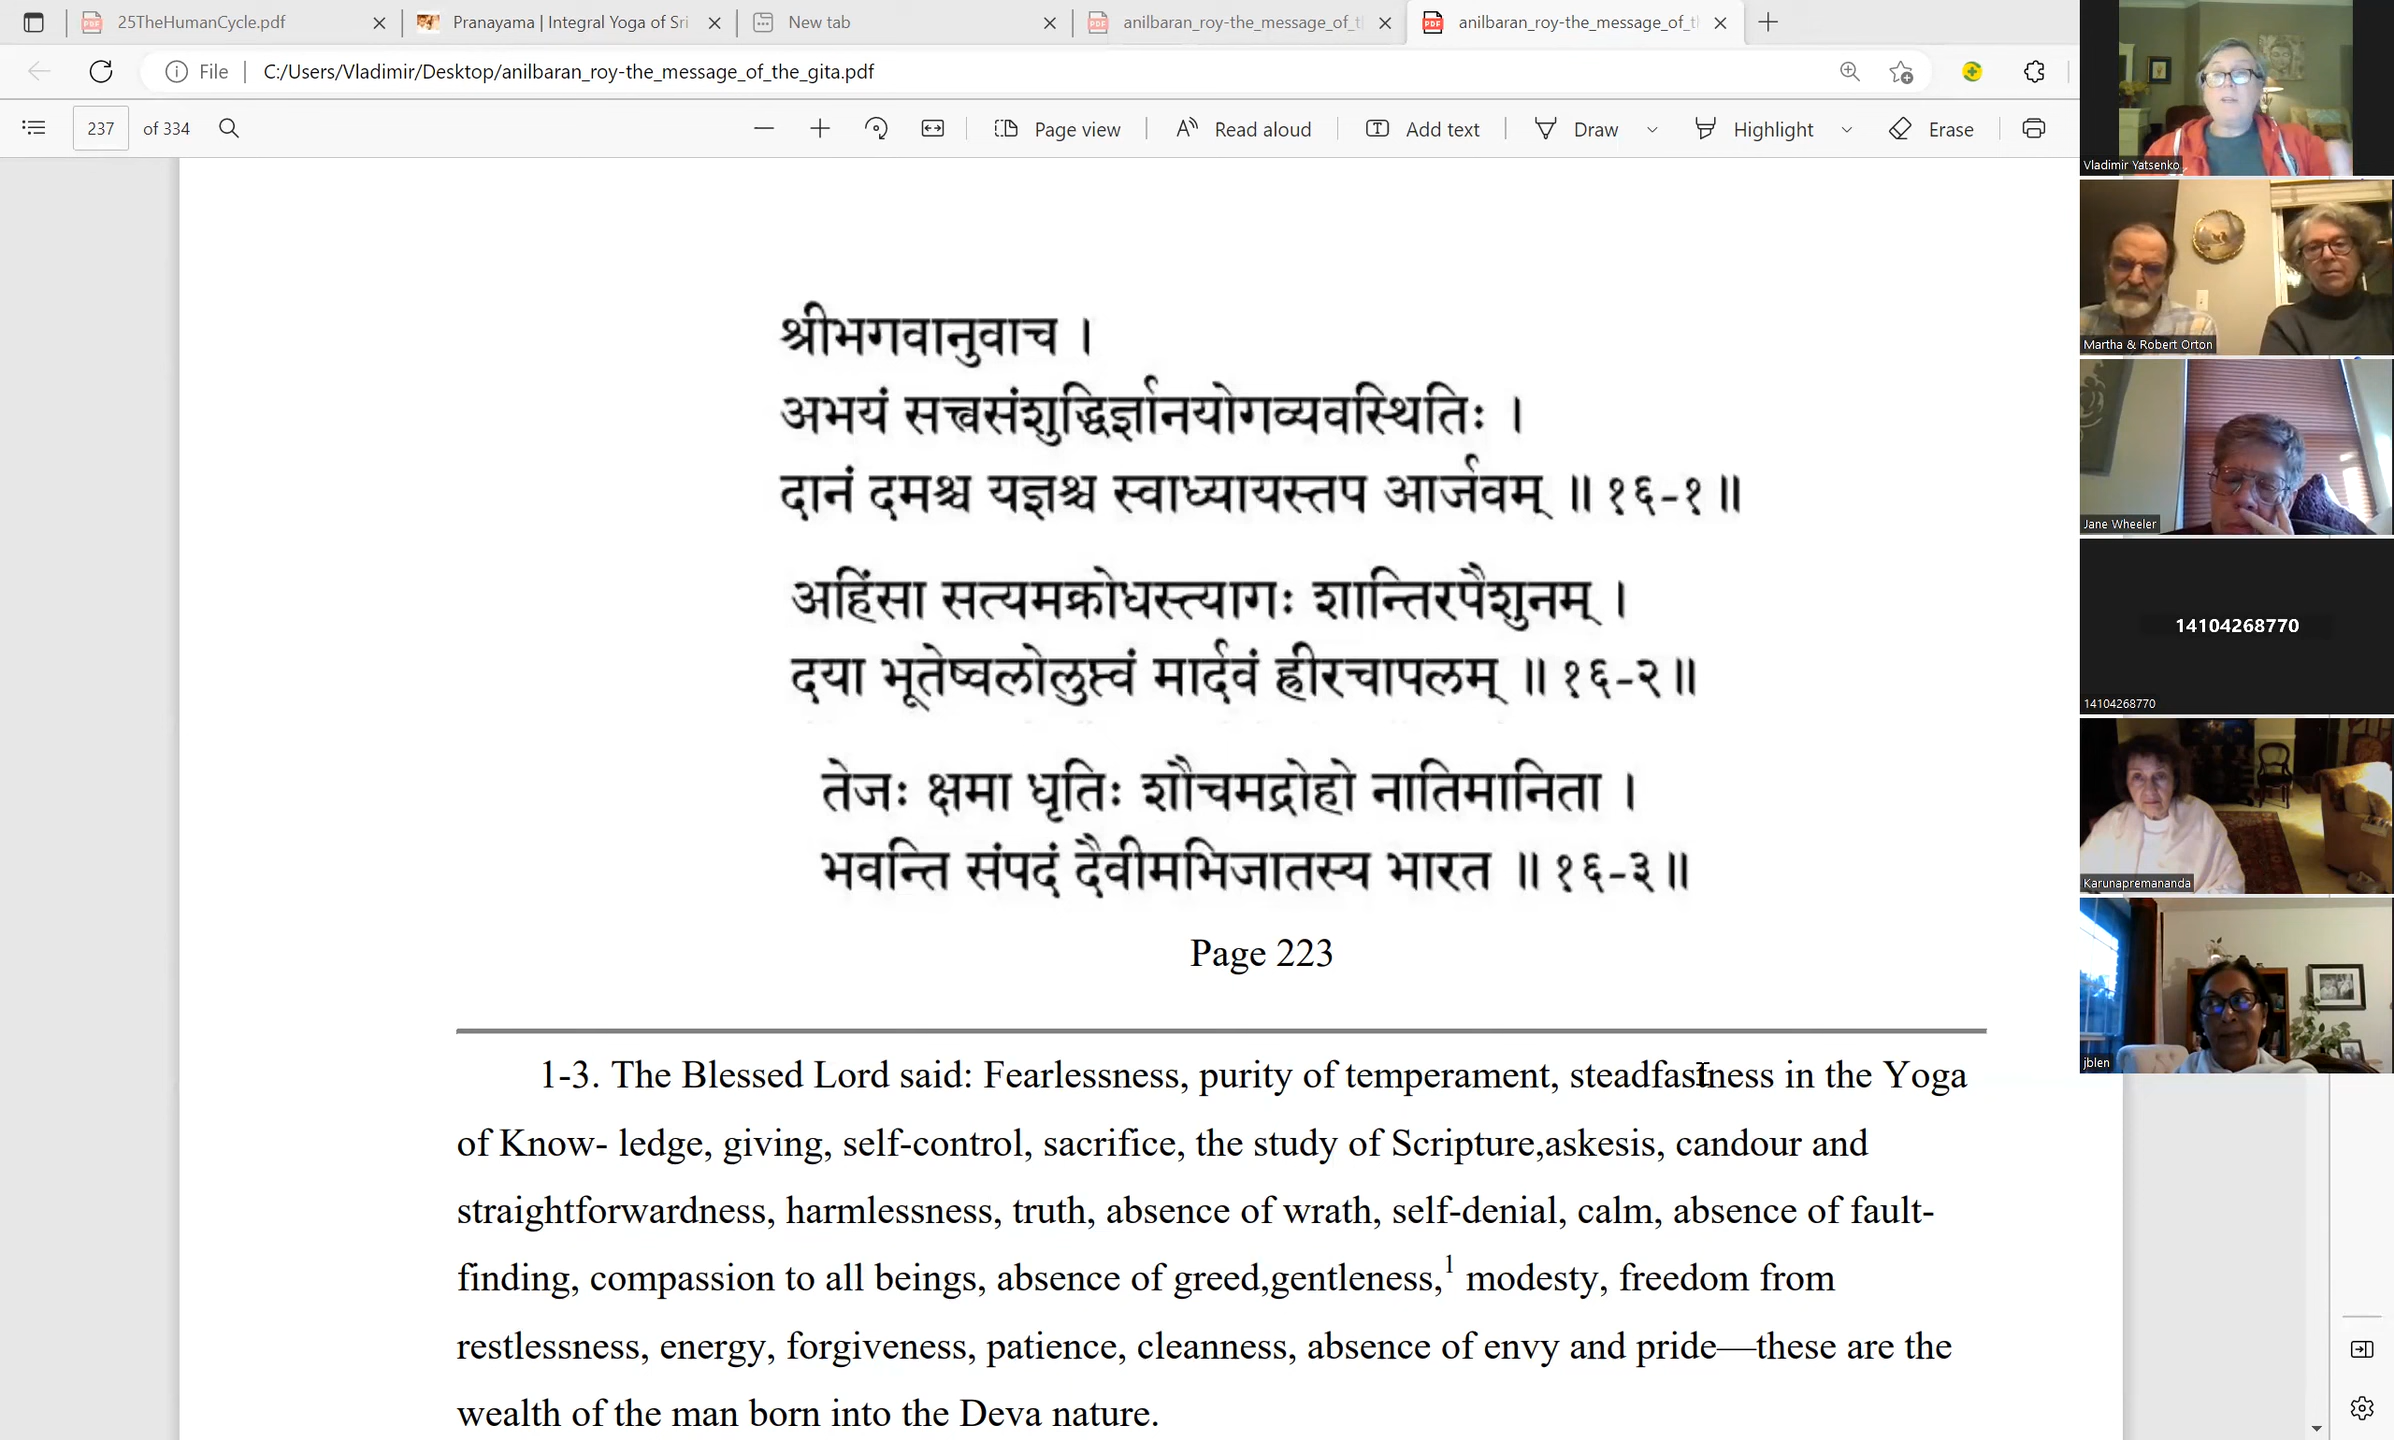 25TheHumanCycle.pdf
Pranayama | Integral Yoga of Sri
New tab
anilbaran_roy-the_message_of_t
anilbaran_roy-the_message_of_t
File
C:/Users/Vladimir/Desktop/anilbaran_roy-the_message_of_the_gita.pdf
237 of 334
Page view
Read aloud
Add text
Draw
Highlight
Erase
श्रीभगवानुवाच ।
अभयं सत्त्वसंशुद्धिर्ज्ञानयोगव्यवस्थितिः ।
दानं दमश्च यज्ञश्च स्वाध्यायस्तप आर्जवम् ॥ १६-१॥
अहिंसा सत्यमक्रोधस्त्यागः शान्तिरपैशुनम् ।
दया भूतेष्वलोलुप्त्वं मार्दवं ह्रीरचापलम् ॥ १६-२॥
तेजः क्षमा धृतिः शौचमद्रोहो नातिमानिता ।
भवन्ति संपदं दैवीमभिजातस्य भारत ॥ १६-३॥
Page 223
1-3. The Blessed Lord said: Fearlessness, purity of temperament, steadfastness in the Yoga
of Know- ledge, giving, self-control, sacrifice, the study of Scripture,askesis, candour and
straightforwardness, harmlessness, truth, absence of wrath, self-denial, calm, absence of fault-
finding, compassion to all beings, absence of greed,gentleness,1 modesty, freedom from
restlessness, energy, forgiveness, patience, cleanness, absence of envy and pride—these are the
wealth of the man born into the Deva nature.
Vladimir Yatsenko
Martha & Robert Orton
Jane Wheeler
14104268770
14104268770
Karunapremananda
jblen